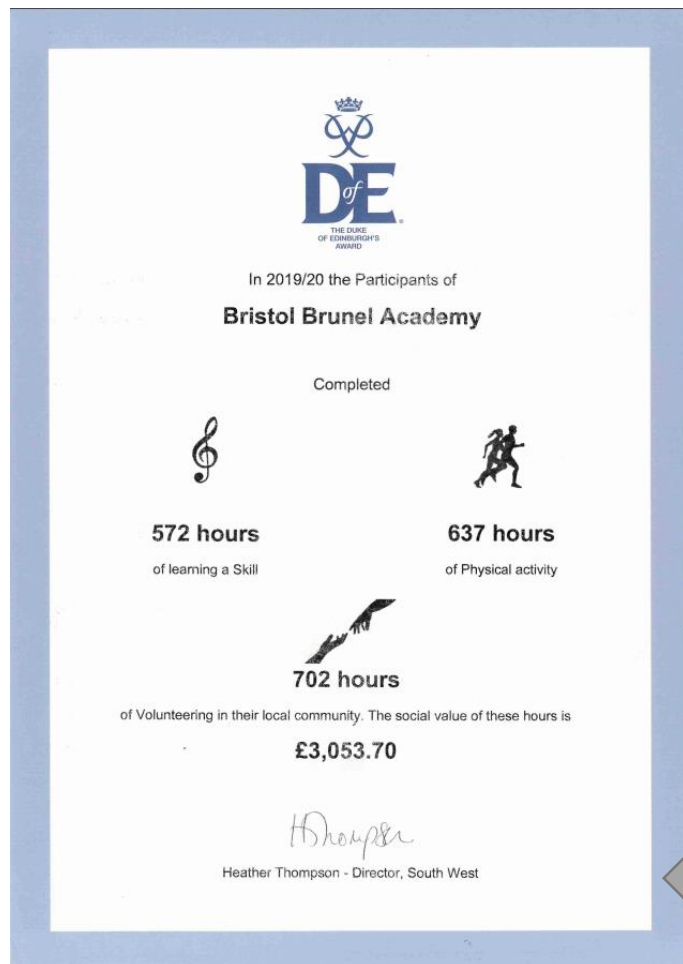 DofE
THE DUKE
OF EDINBURGH'S
AWARD
In 2019/20 the Participants of
Bristol Brunel Academy
Completed
572 hours
of learning a Skill
637 hours
of Physical activity
702 hours
of Volunteering in their local community. The social value of these hours is
£3,053.70
HThompson
Heather Thompson - Director, South West